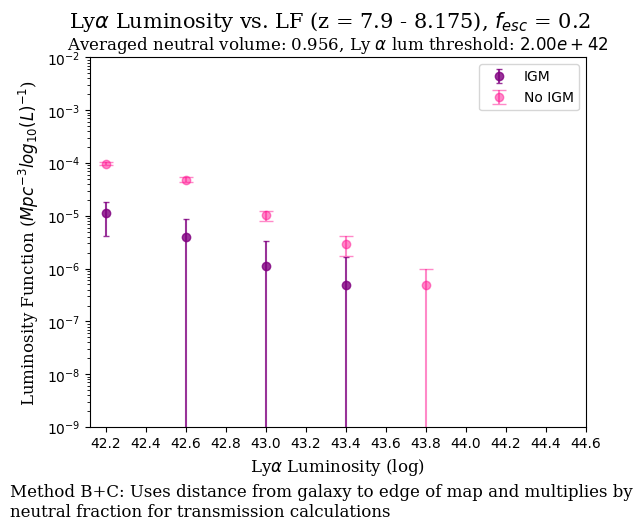 Lyα Luminosity vs. LF (z = 7.9 - 8.175), f_esc = 0.2
Averaged neutral volume: 0.956, Ly α lum threshold: 2.00e + 42
IGM
No IGM
Luminosity Function (Mpc⁻³log₁₀(L)⁻¹)
10⁻²
10⁻³
10⁻⁴
10⁻⁵
10⁻⁶
10⁻⁷
10⁻⁸
10⁻⁹
42.2 42.4 42.6 42.8 43.0 43.2 43.4 43.6 43.8 44.0 44.2 44.4 44.6
Lyα Luminosity (log)
Method B+C: Uses distance from galaxy to edge of map and multiplies by
neutral fraction for transmission calculations